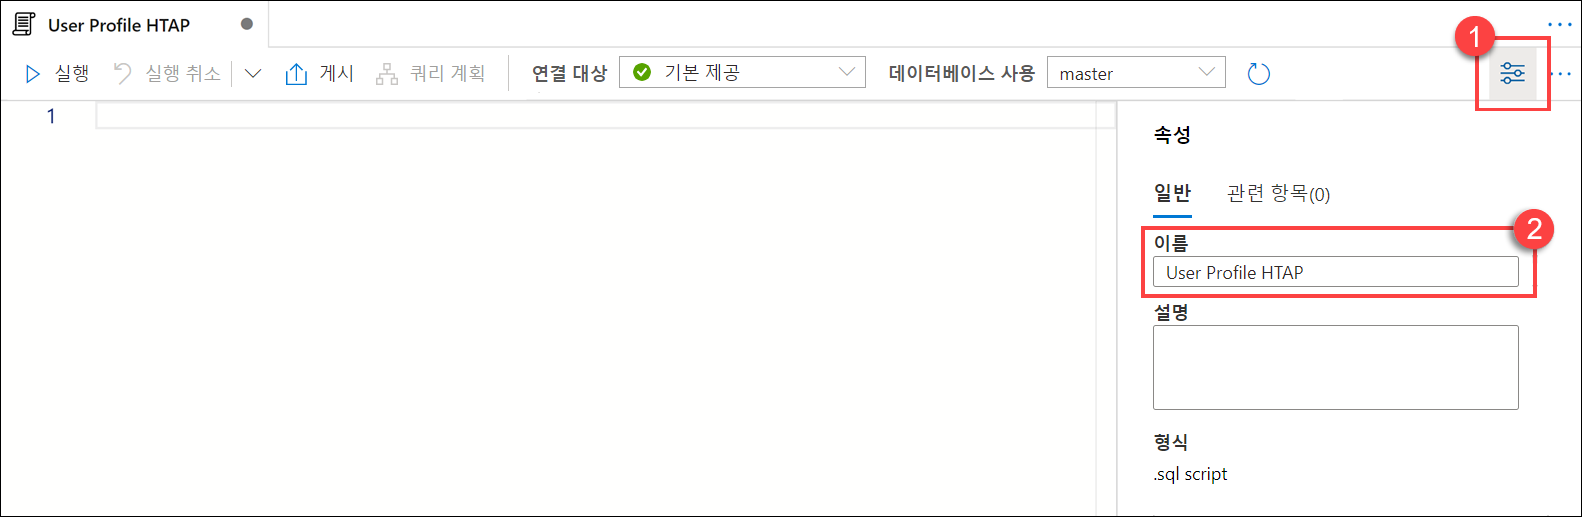 User Profile HTAP
1
실행 실행 취소 게시 쿼리 계획 연결 대상 기본 제공 데이터베이스 사용 master
1
속성
일반 관련 항목(0)
2
이름
User Profile HTAP
설명
형식
.sql script